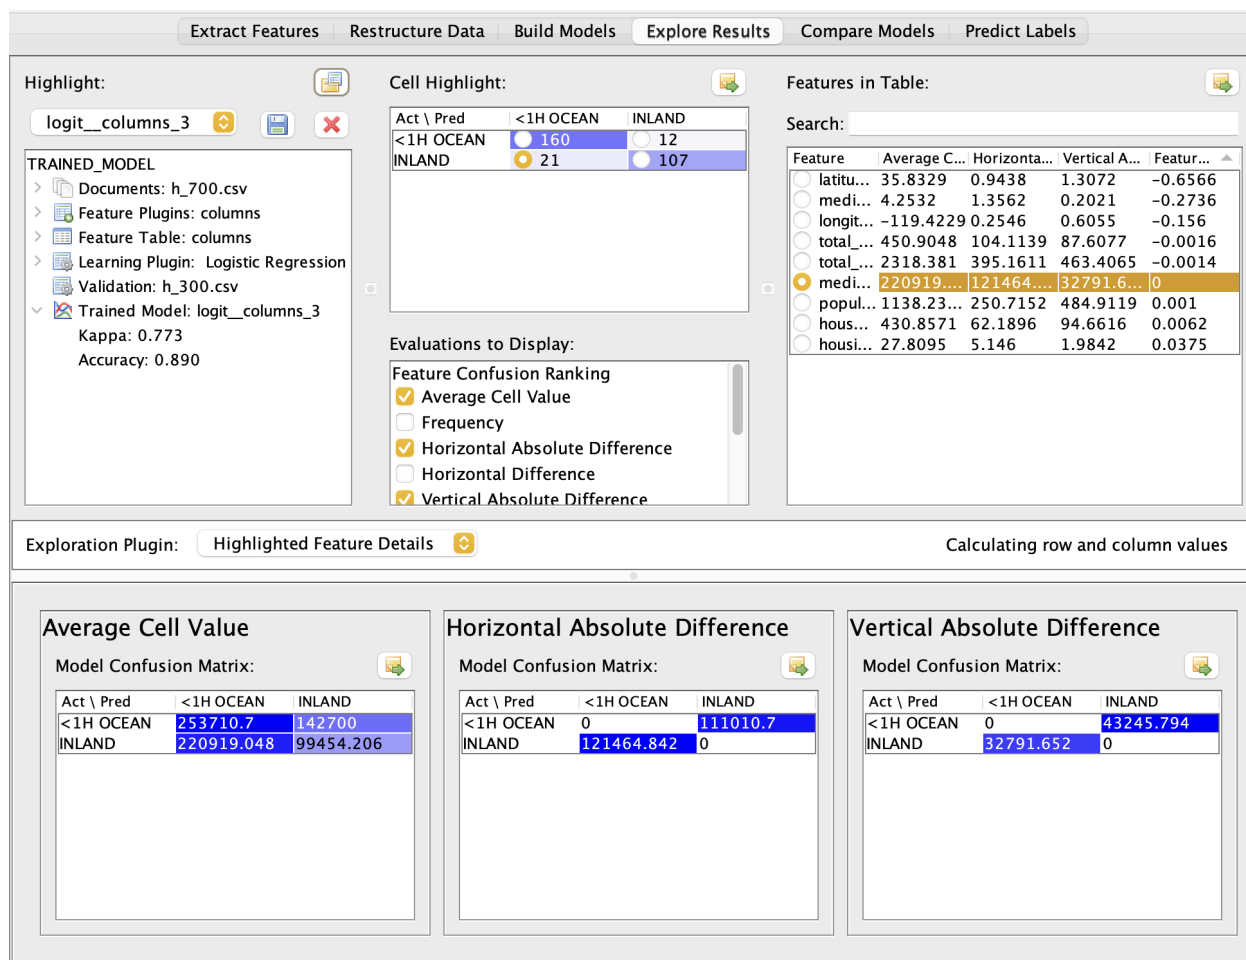 Extract Features Restructure Data Build Models Explore Results Compare Models Predict Labels
Highlight:
logit__columns_3
TRAINED_MODEL
Documents: h_700.csv
Feature Plugins: columns
Feature Table: columns
Learning Plugin: Logistic Regression
Validation: h_300.csv
Trained Model: logit__columns_3
Kappa: 0.773
Accuracy: 0.890
Cell Highlight:
Act \ Pred <1H OCEAN INLAND
<1H OCEAN 160 12
INLAND 21 107
Evaluations to Display:
Feature Confusion Ranking
Average Cell Value
Frequency
Horizontal Absolute Difference
Horizontal Difference
Vertical Absolute Difference
Features in Table:
Search:
Feature Average C... Horizonta... Vertical A... Featur...
latitu... 35.8329 0.9438 1.3072 -0.6566
medi... 4.2532 1.3562 0.2021 -0.2736
longit... -119.4229 0.2546 0.6055 -0.156
total_... 450.9048 104.1139 87.6077 -0.0016
total_... 2318.381 395.1611 463.4065 -0.0014
medi... 220919.... 121464.... 32791.6... 0
popul... 1138.23... 250.7152 484.9119 0.001
hous... 430.8571 62.1896 94.6616 0.0062
housi... 27.8095 5.146 1.9842 0.0375
Exploration Plugin: Highlighted Feature Details Calculating row and column values
Average Cell Value
Model Confusion Matrix:
Act \ Pred <1H OCEAN INLAND
<1H OCEAN 253710.7 142700
INLAND 220919.048 99454.206
Horizontal Absolute Difference
Model Confusion Matrix:
Act \ Pred <1H OCEAN INLAND
<1H OCEAN 0 111010.7
INLAND 121464.842 0
Vertical Absolute Difference
Model Confusion Matrix:
Act \ Pred <1H OCEAN INLAND
<1H OCEAN 0 43245.794
INLAND 32791.652 0